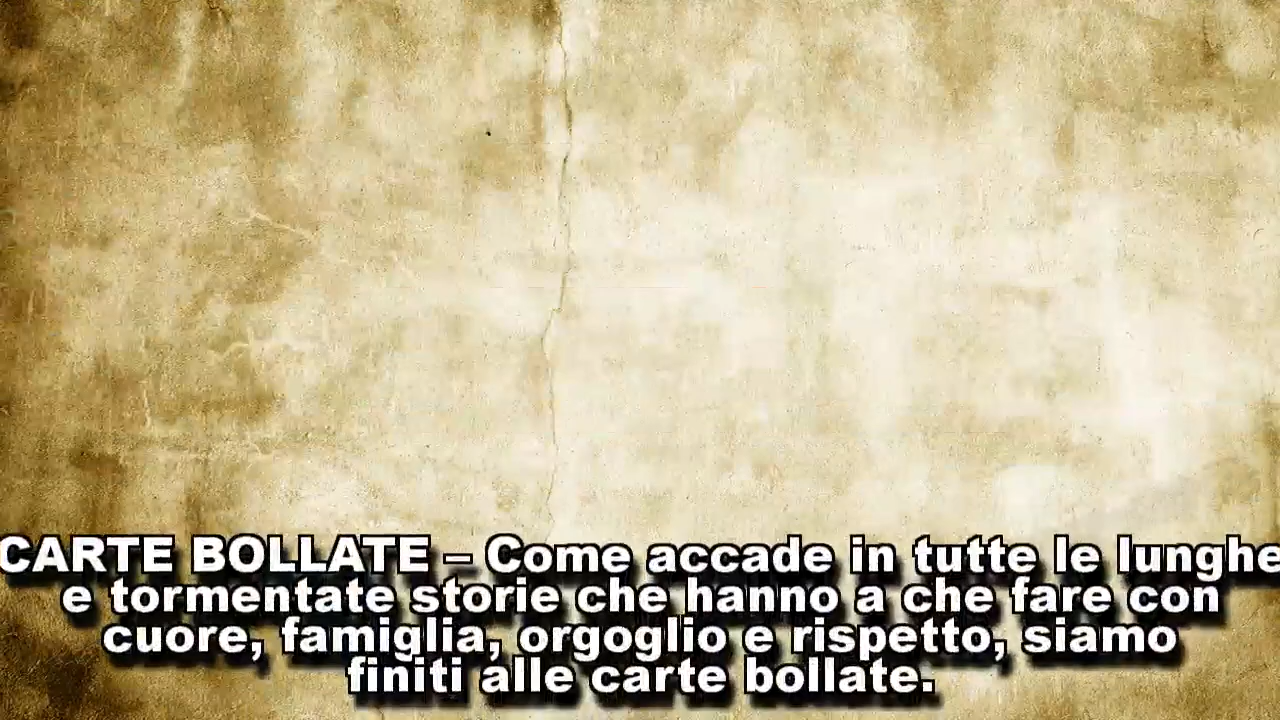 CARTE BOLLATE – Come accade in tutte le lunghe
e tormentate storie che hanno a che fare con
cuore, famiglia, orgoglio e rispetto, siamo
finiti alle carte bollate.